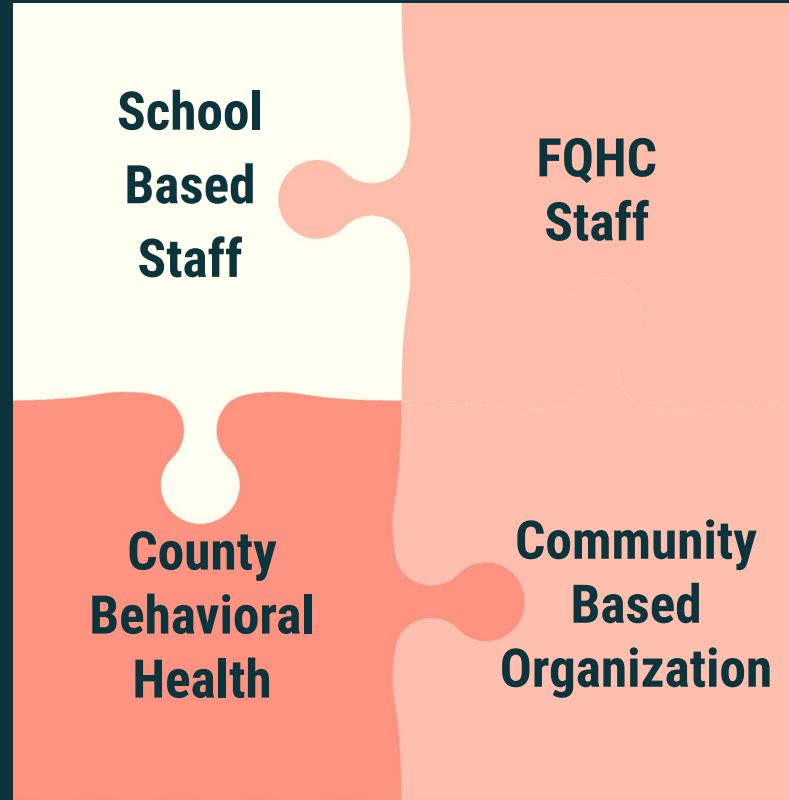 School
Based
Staff
FQHC
Staff
County
Behavioral
Health
Community
Based
Organization